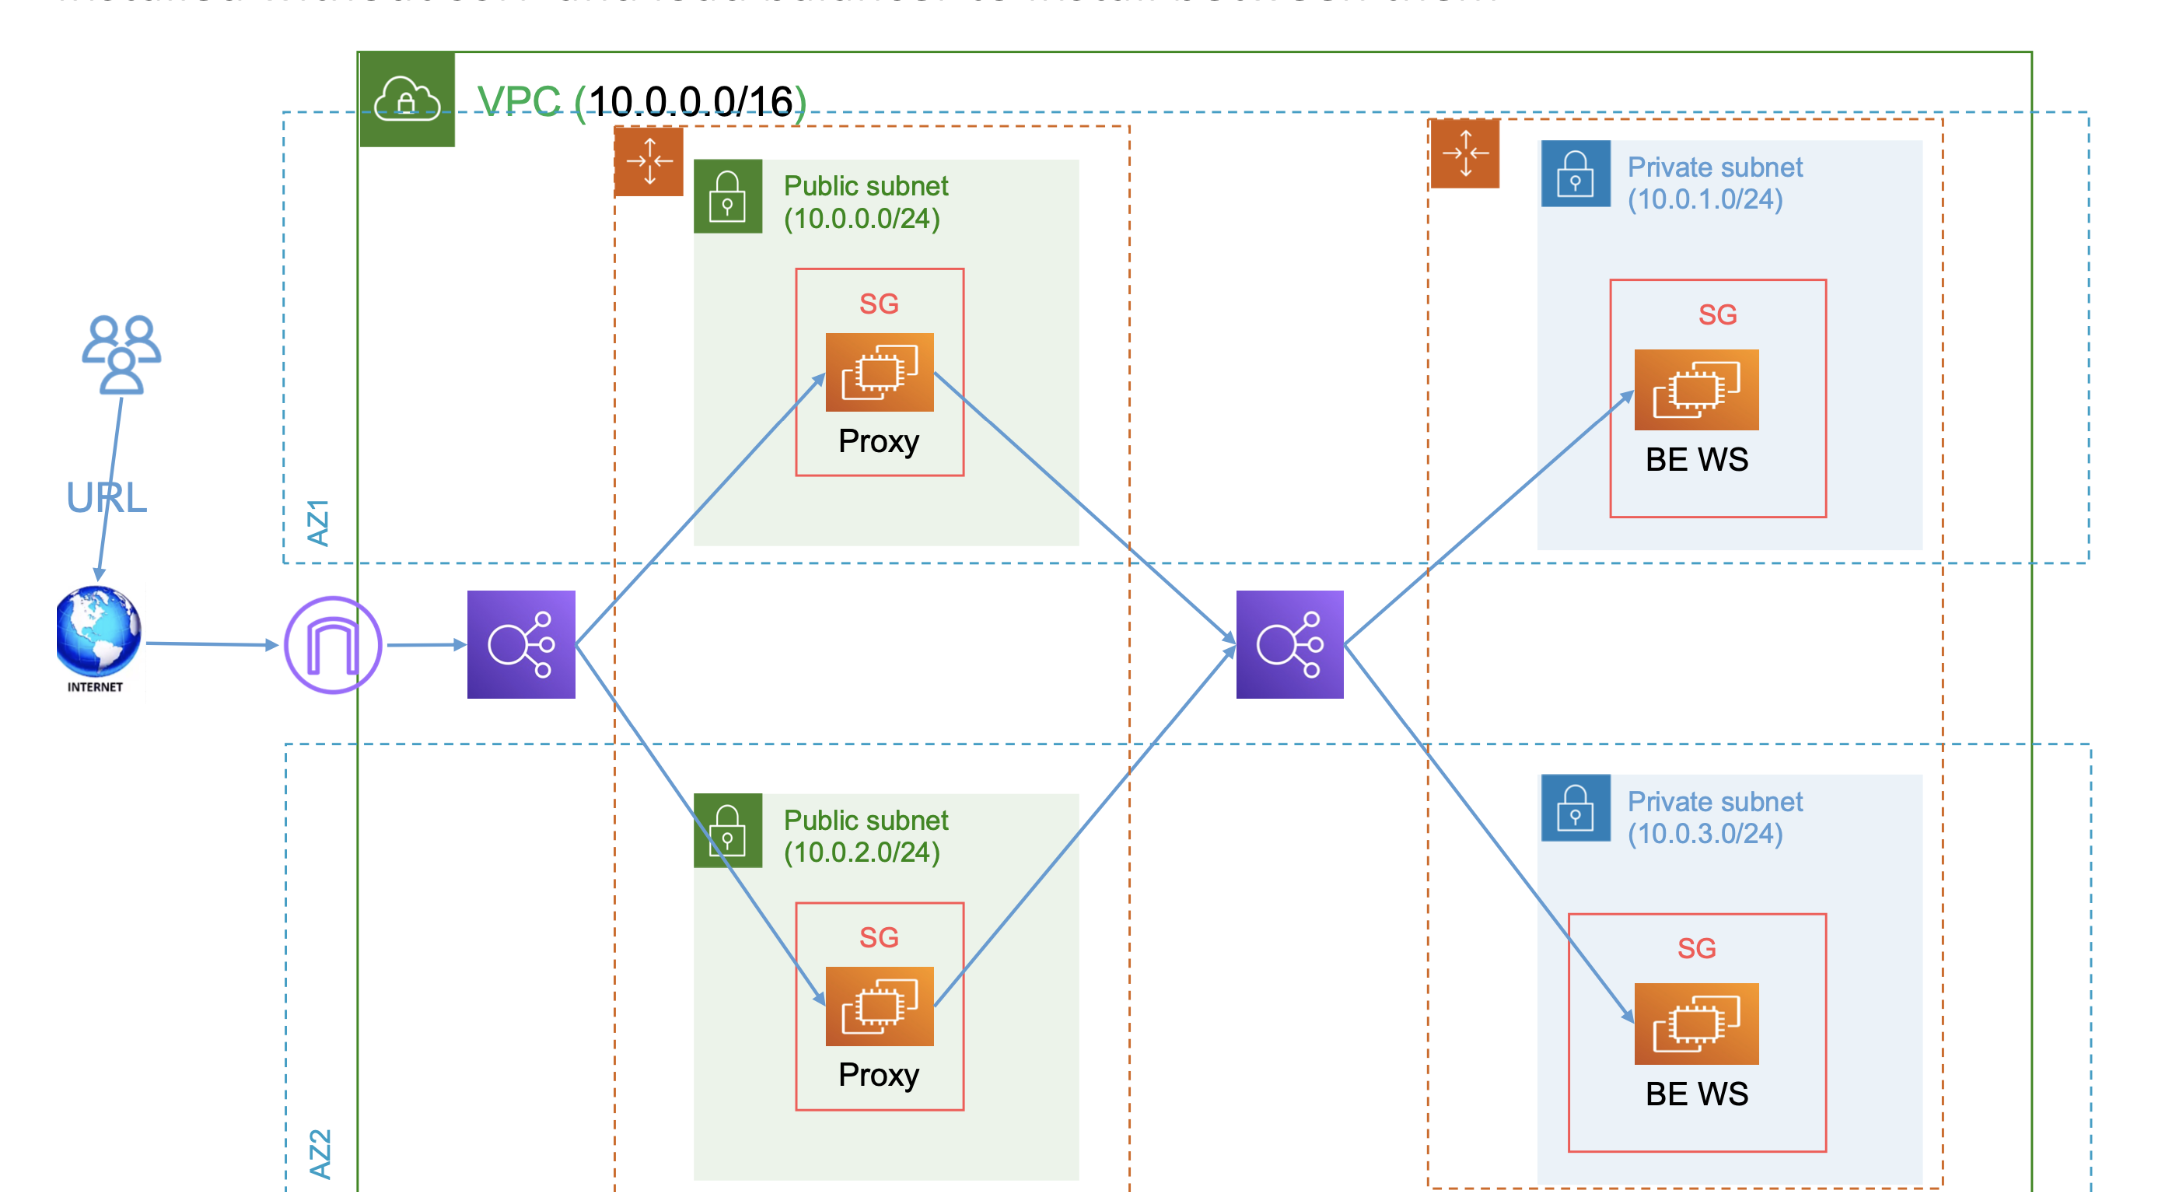 VPC (10.0.0.0/16)
Public subnet
(10.0.0.0/24)
Private subnet
(10.0.1.0/24)
SG
Proxy
SG
BE WS
URL
AZ1
INTERNET
Public subnet
(10.0.2.0/24)
Private subnet
(10.0.3.0/24)
SG
Proxy
SG
BE WS
AZ2